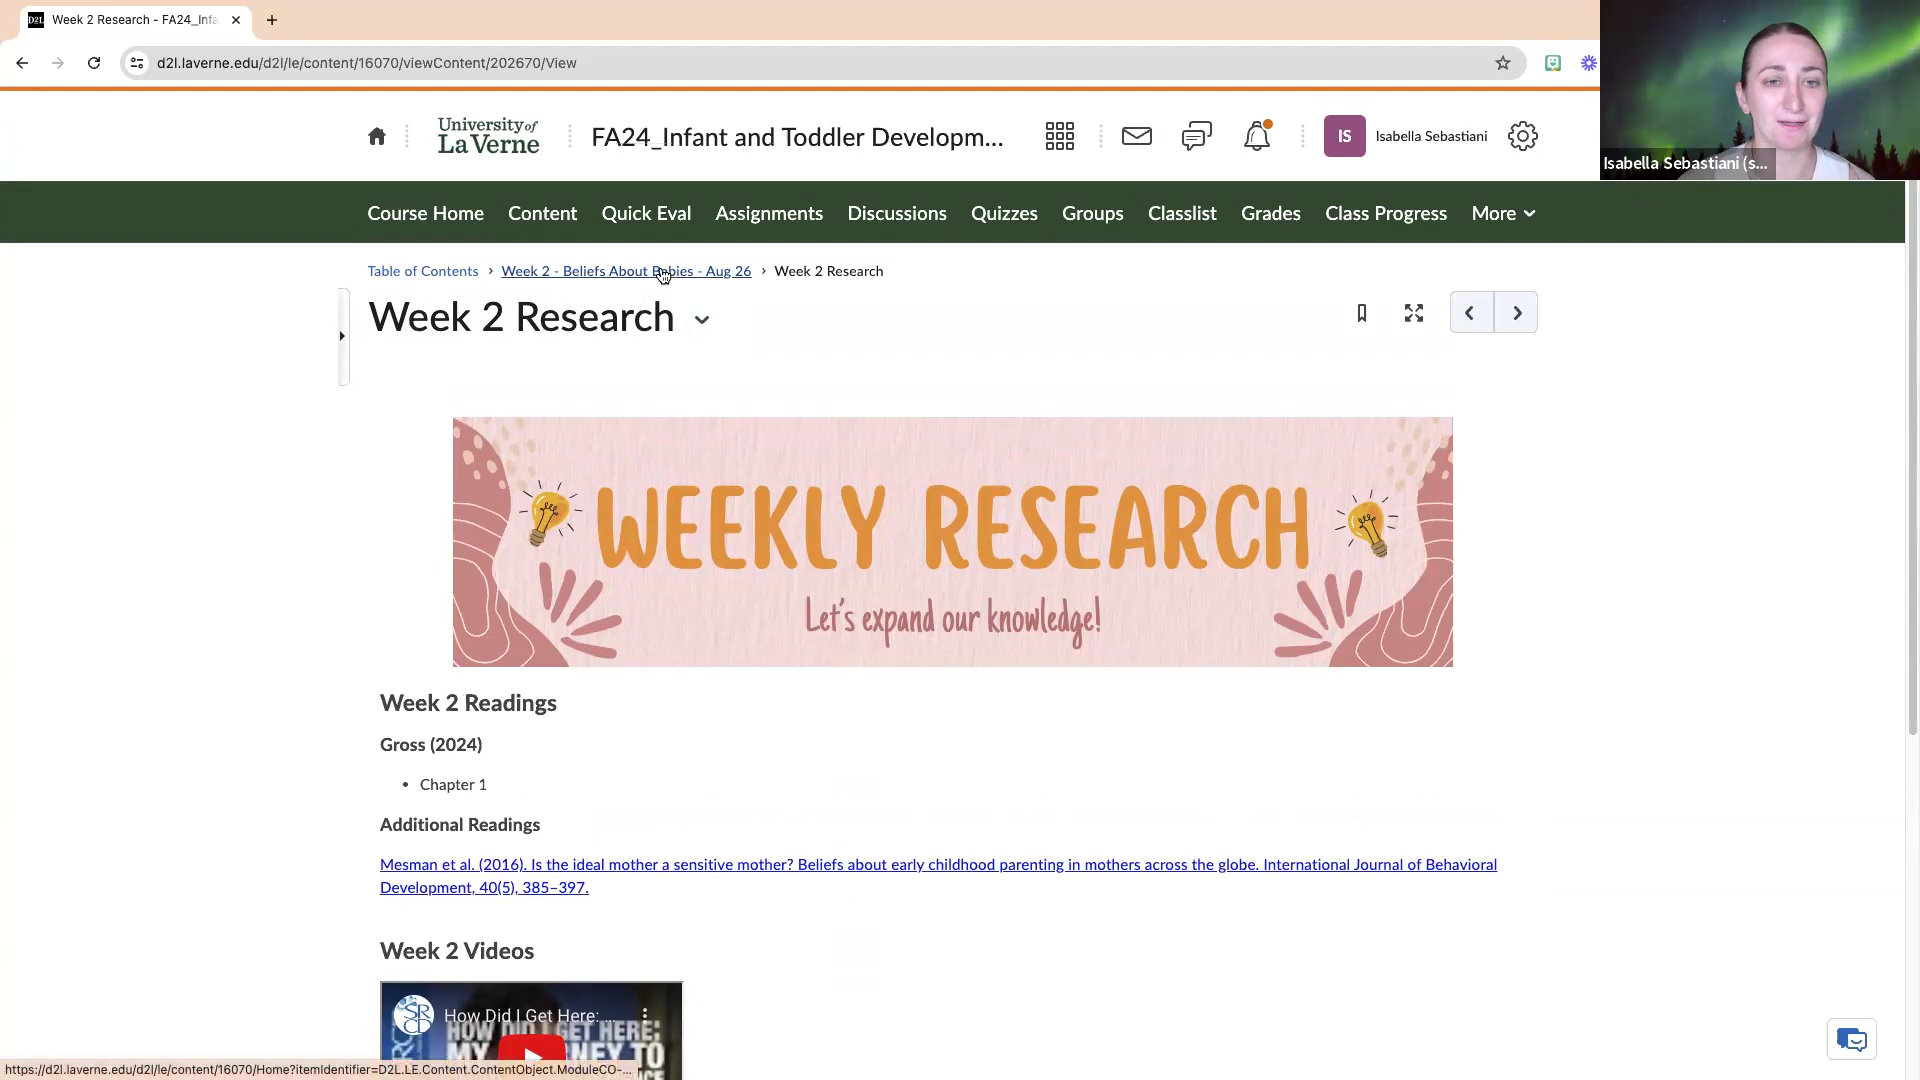 D2L
Week 2 Research - FA24_Infa
d2l.laverne.edu/d2l/le/content/16070/viewContent/202670/View
Isabella Sebastiani (s...
University of
La Verne
FA24_Infant and Toddler Developm...
IS
Isabella Sebastiani
Course Home Content Quick Eval Assignments Discussions Quizzes Groups Classlist Grades Class Progress More
Table of Contents › Week 2 - Beliefs About Babies - Aug 26 › Week 2 Research
Week 2 Research
WEEKLY RESEARCH
Let's expand our knowledge!
Week 2 Readings
Gross (2024)
• Chapter 1
Additional Readings
Mesman et al. (2016). Is the ideal mother a sensitive mother? Beliefs about early childhood parenting in mothers across the globe. International Journal of Behavioral
Development, 40(5), 385–397.
Week 2 Videos
SRCD
How Did I Get Here: ...
HOW DID I GET HERE:
https://d2l.laverne.edu/d2l/le/content/16070/Home?itemIdentifier=D2L.LE.Content.ContentObject.ModuleCO-...